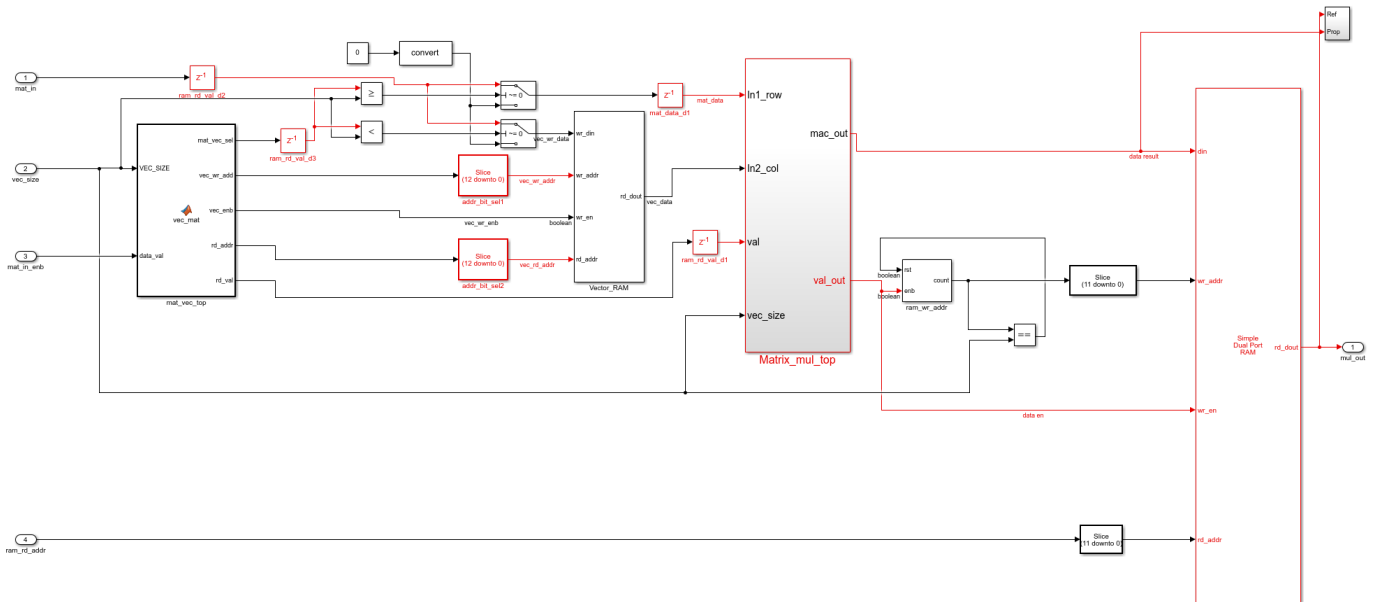 Ref
Prop
0
convert
1
mat_in
z-1
ram_rd_val_d2
≥
~= 0
z-1
mat_data_d1
mat_data
In1_row
mat_vec_sel
z-1
ram_rd_val_d3
<
~= 0
vec_wr_data
wr_din
mac_out
data result
din
2
vec_size
VEC_SIZE
vec_wr_add
Slice
(12 downto 0)
addr_bit_sel1
vec_wr_addr
wr_addr
rd_dout
vec_data
In2_col
vec_mat
vec_enb
vec_wr_enb
boolean
wr_en
3
mat_in_enb
data_val
rd_addr
Slice
(12 downto 0)
addr_bit_sel2
vec_rd_addr
rd_addr
z-1
ram_rd_val_d1
val
rd_val
mat_vec_top
Vector_RAM
val_out
boolean
rst
boolean
enb
count
ram_wr_addr
Slice
(11 downto 0)
wr_addr
vec_size
==
Matrix_mul_top
Simple
Dual Port
RAM
rd_dout
1
mul_out
data en
wr_en
4
ram_rd_addr
Slice
(11 downto 0)
rd_addr